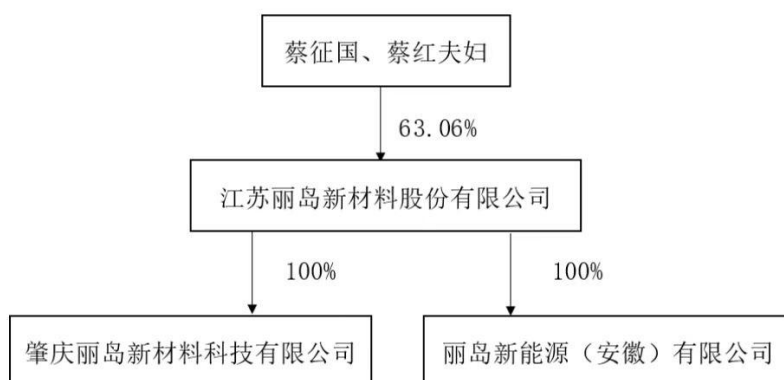 蔡征国、蔡红夫妇
63.06%
江苏丽岛新材料股份有限公司
100%
100%
肇庆丽岛新材料科技有限公司
丽岛新能源（安徽）有限公司